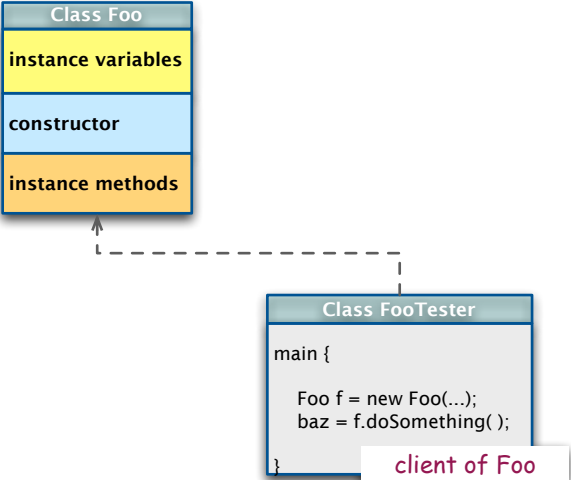 Class Foo
instance variables
constructor
instance methods
Class FooTester
main {
Foo f = new Foo(...);
baz = f.doSomething( );
}
client of Foo